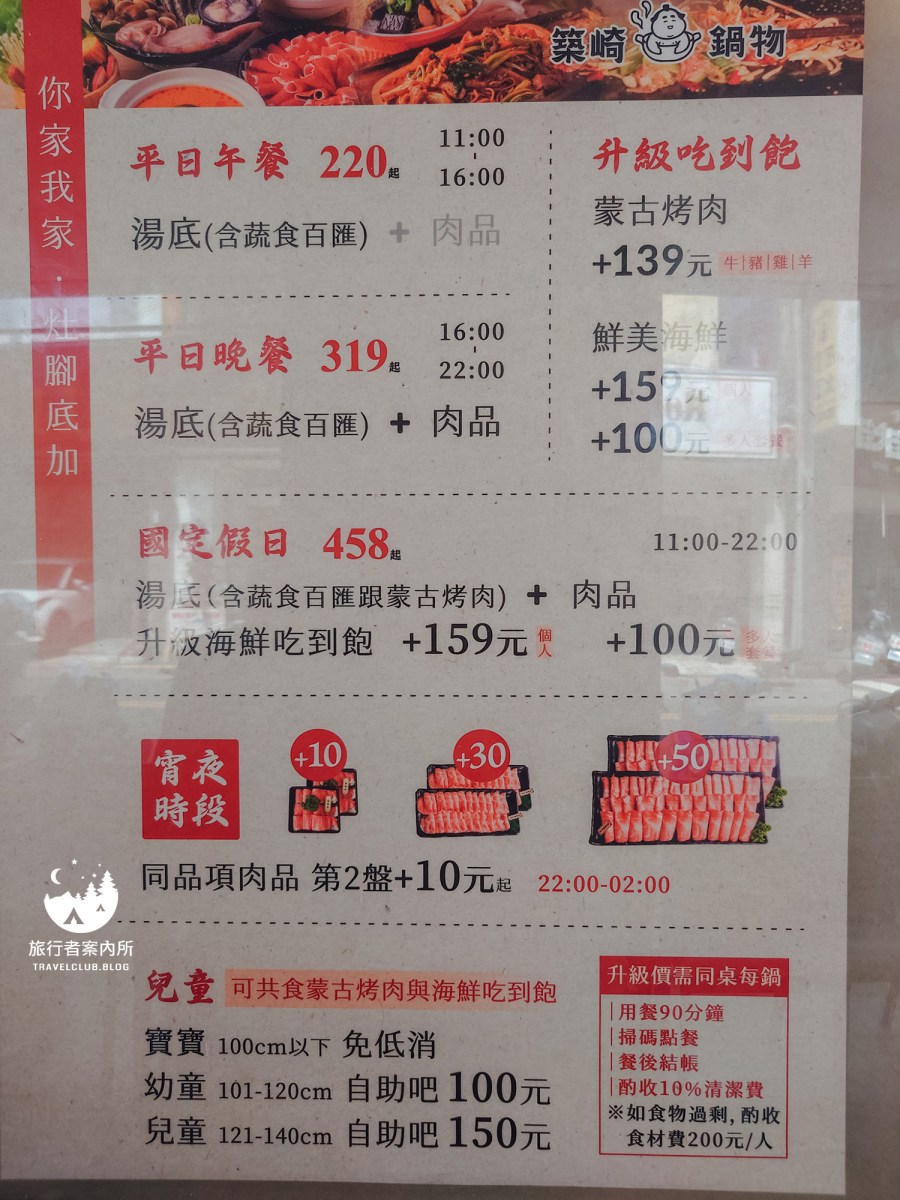 築崎 鍋物
你家我家·灶腳底加
平日午餐 220起 11:00-16:00
湯底(含蔬食百匯) + 肉品
平日晚餐 319起 16:00-22:00
湯底(含蔬食百匯) + 肉品
升級吃到飽
蒙古烤肉
+139元 牛|豬|雞|羊
鮮美海鮮
+159元 個人
+100元 多人套餐
國定假日 458起 11:00-22:00
湯底(含蔬食百匯跟蒙古烤肉) + 肉品
升級海鮮吃到飽 +159元 個人 +100元 多人套餐
宵夜時段
+10 +30 +50
同品項肉品 第2盤+10元起 22:00-02:00
旅行者案內所
TRAVELCLUB.BLOG
兒童 可共食蒙古烤肉與海鮮吃到飽
寶寶 100cm以下 免低消
幼童 101-120cm 自助吧 100元
兒童 121-140cm 自助吧 150元
升級價需同桌每鍋
|用餐90分鐘
|掃碼點餐
|餐後結帳
|酌收10%清潔費
※如食物過剩, 酌收
食材費200元/人